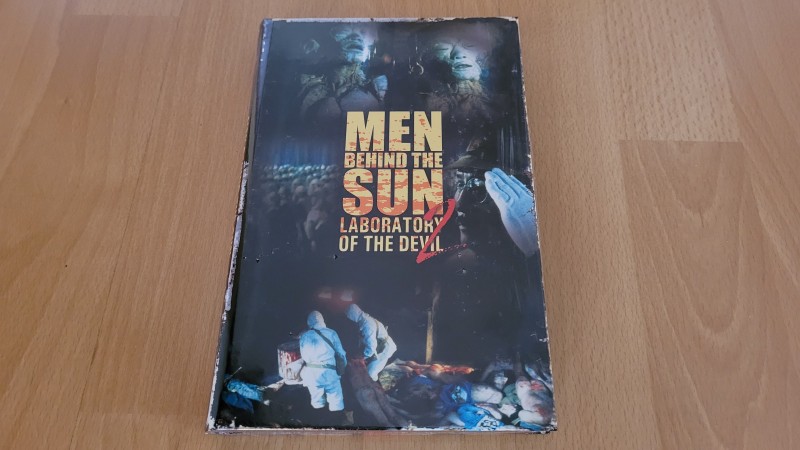 MEN
BEHIND THE
SUN
2
LABORATORY
OF THE DEVIL